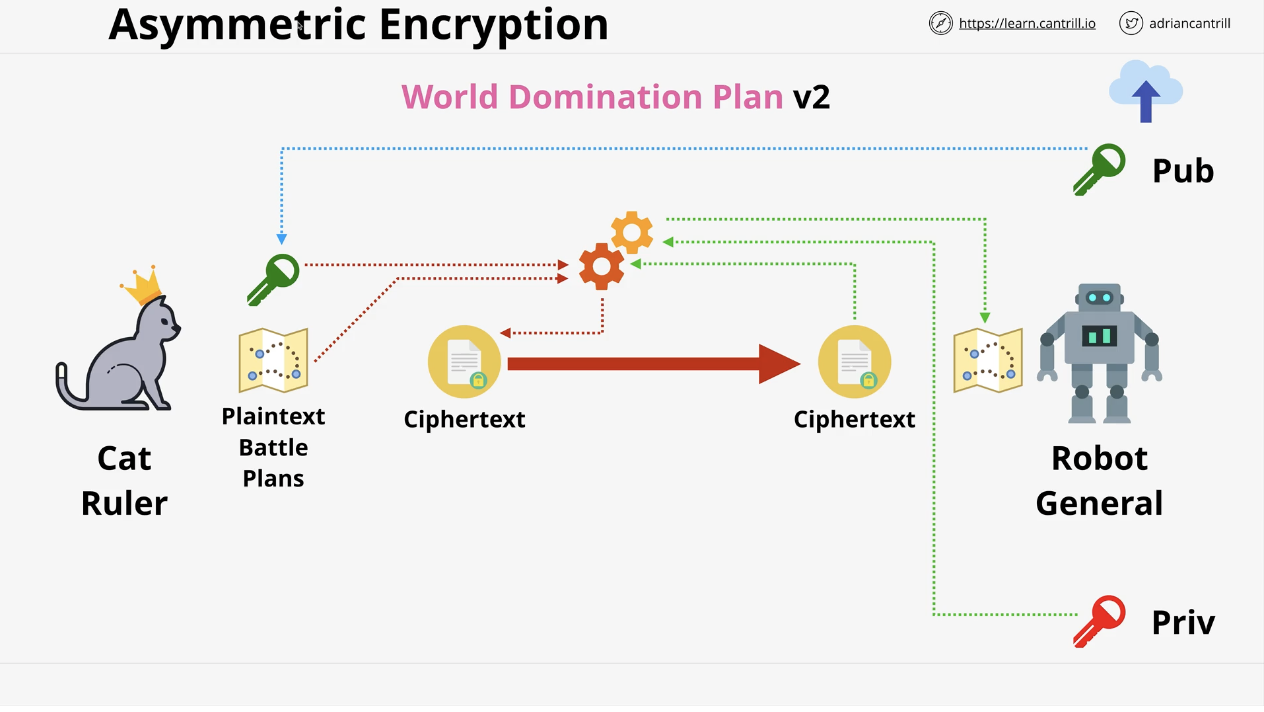 Asymmetric Encryption
https://learn.cantrill.io
adriancantrill
World Domination Plan v2
Pub
Plaintext
Battle
Plans
Ciphertext
Ciphertext
Cat
Ruler
Robot
General
Priv